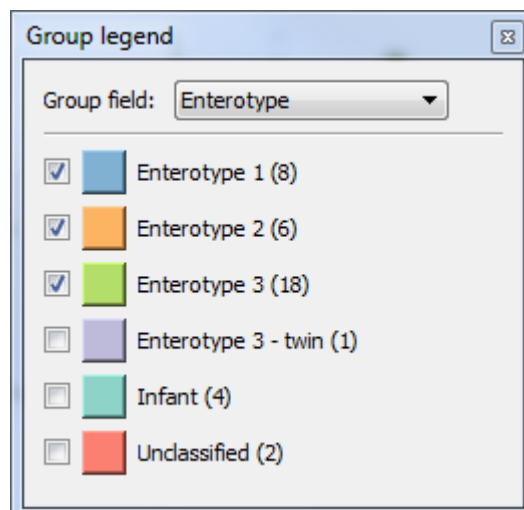 Group legend
Group field: Enterotype
Enterotype 1 (8)
Enterotype 2 (6)
Enterotype 3 (18)
Enterotype 3 - twin (1)
Infant (4)
Unclassified (2)